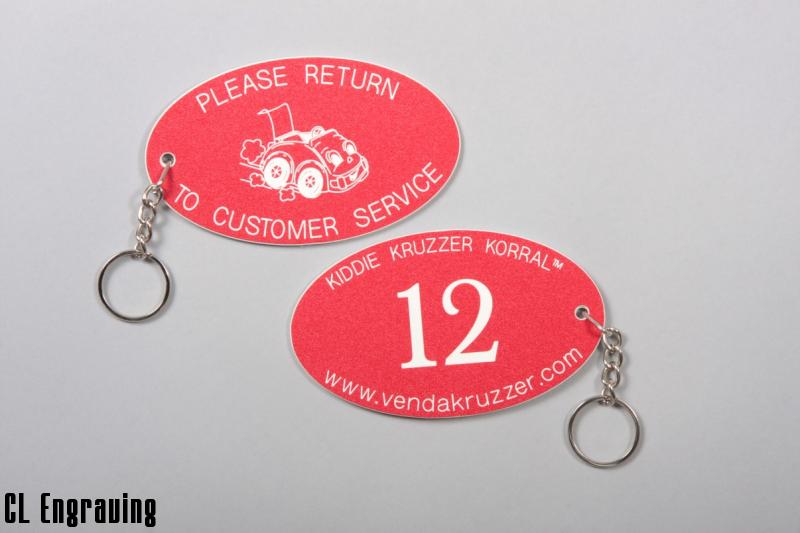 PLEASE RETURN
TO CUSTOMER SERVICE
KIDDIE KRUZZER KORRAL™
12
www.vendakruzzer.com
CL Engraving